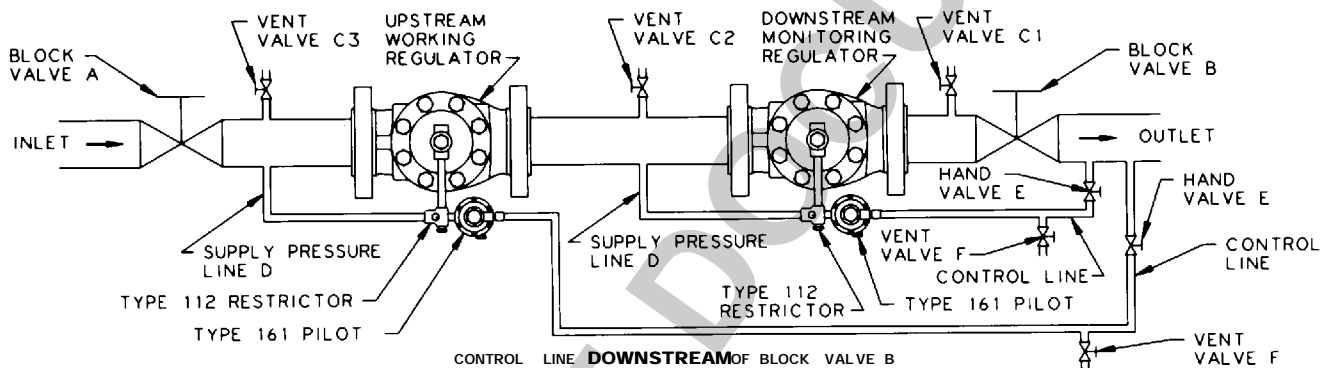 BLOCK
VALVE A
VENT
VALVE C3
UPSTREAM
WORKING
REGULATOR
VENT
VALVE C2
DOWNSTREAM
MONITORING
REGULATOR
VENT
VALVE C1
BLOCK
VALVE B
INLET
OUTLET
HAND
VALVE E
HAND
VALVE E
SUPPLY PRESSURE
LINE D
TYPE 112 RESTRICTOR
TYPE 161 PILOT
SUPPLY PRESSURE
LINE D
TYPE 112
RESTRICTOR
VENT
VALVE F
CONTROL LINE
TYPE 161 PILOT
CONTROL
LINE
VENT
VALVE F
CONTROL LINE DOWNSTREAM OF BLOCK VALVE B